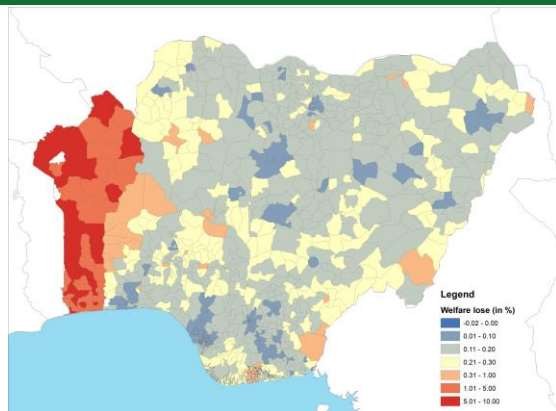 Legend
Welfare lose (in %)
-0.02 - 0.00
0.01 - 0.10
0.11 - 0.20
0.21 - 0.30
0.31 - 1.00
1.01 - 5.00
5.01 - 10.00